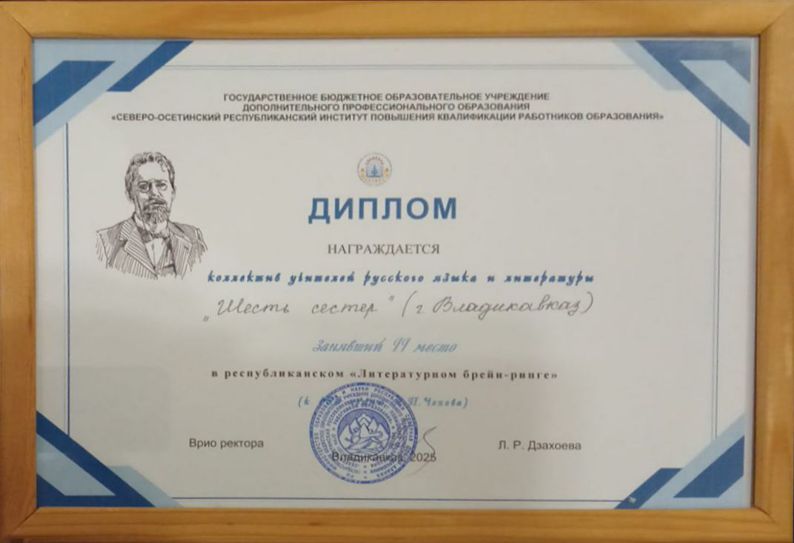 ГОСУДАРСТВЕННОЕ БЮДЖЕТНОЕ ОБРАЗОВАТЕЛЬНОЕ УЧРЕЖДЕНИЕ
ДОПОЛНИТЕЛЬНОГО ПРОФЕССИОНАЛЬНОГО ОБРАЗОВАНИЯ
«СЕВЕРО-ОСЕТИНСКИЙ РЕСПУБЛИКАНСКИЙ ИНСТИТУТ ПОВЫШЕНИЯ КВАЛИФИКАЦИИ РАБОТНИКОВ ОБРАЗОВАНИЯ»
ДИПЛОМ
НАГРАЖДАЕТСЯ
коллектив учителей русского языка и литературы
„Шесть сестер" (г Владикавказ)
занявший место
в республиканском «Литературном брейн-ринге»
(к П. Чехова)
Врио ректора
Л. Р. Дзахоева
Владикавказ, 2025